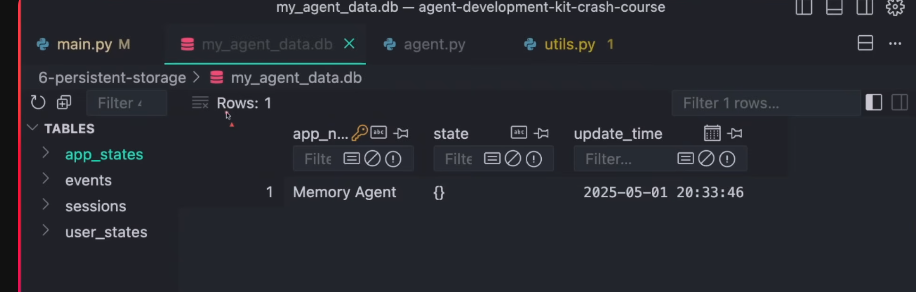 my_agent_data.db — agent-development-kit-crash-course
main.py M my_agent_data.db agent.py utils.py 1
6-persistent-storage > my_agent_data.db
Filter Rows: 1 Filter 1 rows...
TABLES
app_n... state update_time
Filte Filte Filter...
app_states
events
sessions
user_states
1 Memory Agent {} 2025-05-01 20:33:46